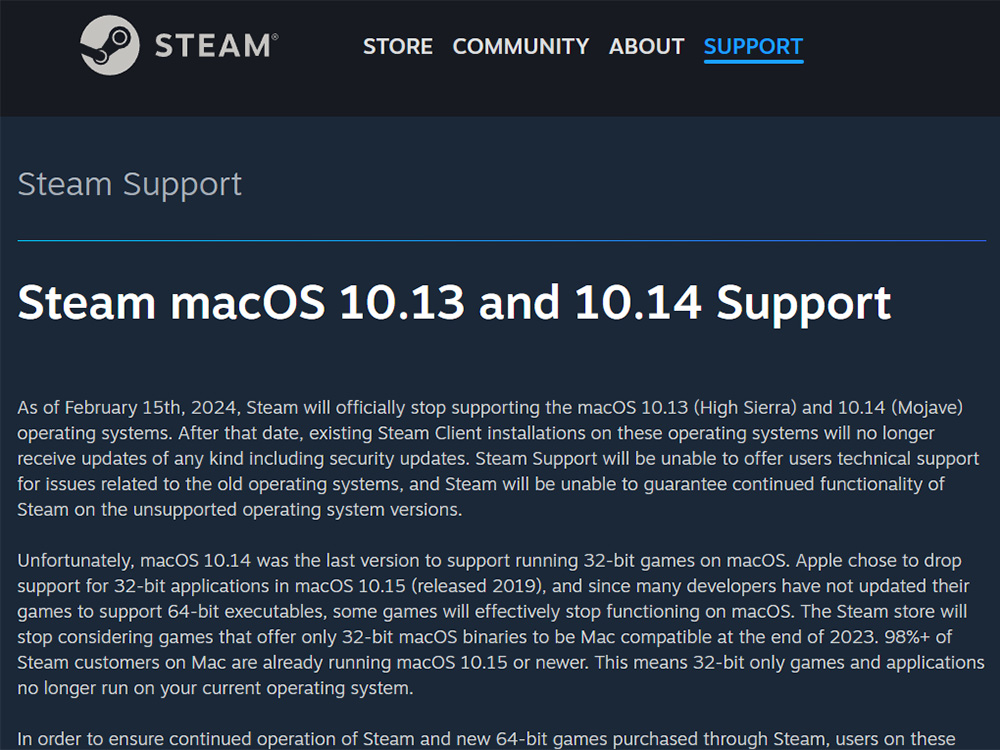 STEAM®
STORE COMMUNITY ABOUT SUPPORT
Steam Support
Steam macOS 10.13 and 10.14 Support
As of February 15th, 2024, Steam will officially stop supporting the macOS 10.13 (High Sierra) and 10.14 (Mojave)
operating systems. After that date, existing Steam Client installations on these operating systems will no longer
receive updates of any kind including security updates. Steam Support will be unable to offer users technical support
for issues related to the old operating systems, and Steam will be unable to guarantee continued functionality of
Steam on the unsupported operating system versions.
Unfortunately, macOS 10.14 was the last version to support running 32-bit games on macOS. Apple chose to drop
support for 32-bit applications in macOS 10.15 (released 2019), and since many developers have not updated their
games to support 64-bit executables, some games will effectively stop functioning on macOS. The Steam store will
stop considering games that offer only 32-bit macOS binaries to be Mac compatible at the end of 2023. 98%+ of
Steam customers on Mac are already running macOS 10.15 or newer. This means 32-bit only games and applications
no longer run on your current operating system.
In order to ensure continued operation of Steam and new 64-bit games purchased through Steam, users on these